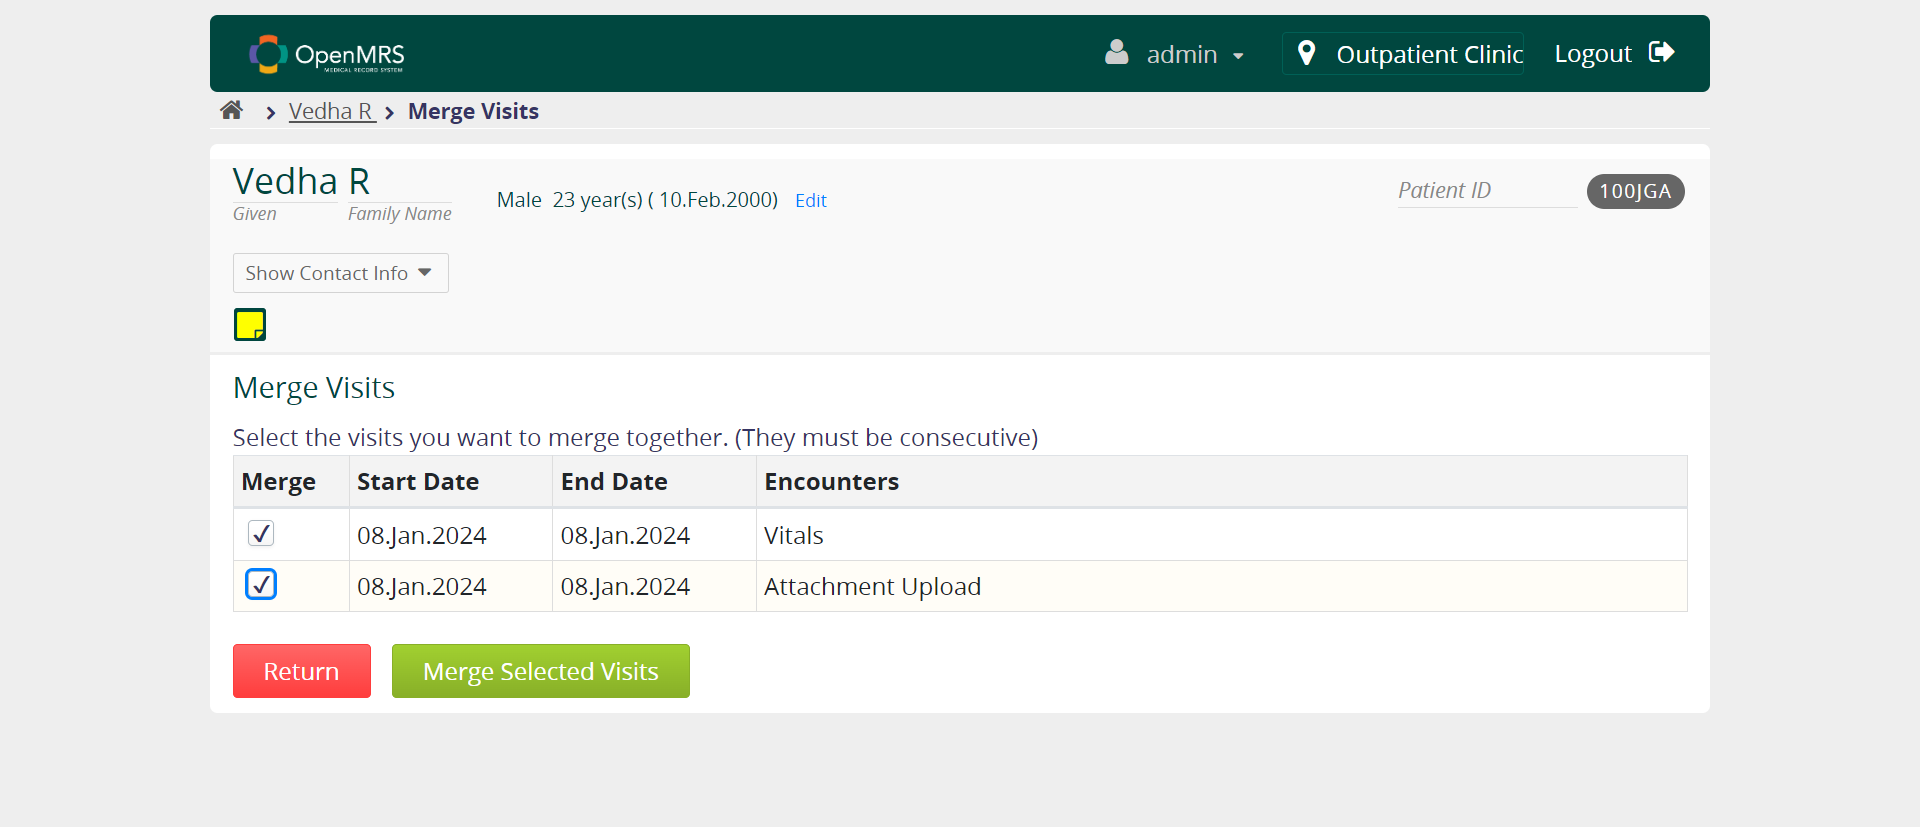 OpenMRS
MEDICAL RECORD SYSTEM
admin
Outpatient Clinic
Logout
Vedha R
Merge Visits
Vedha R
Given Family Name
Male 23 year(s) ( 10.Feb.2000) Edit
Patient ID 100JGA
Show Contact Info
Merge Visits
Select the visits you want to merge together. (They must be consecutive)
Merge Start Date End Date Encounters
08.Jan.2024 08.Jan.2024 Vitals
08.Jan.2024 08.Jan.2024 Attachment Upload
Return Merge Selected Visits